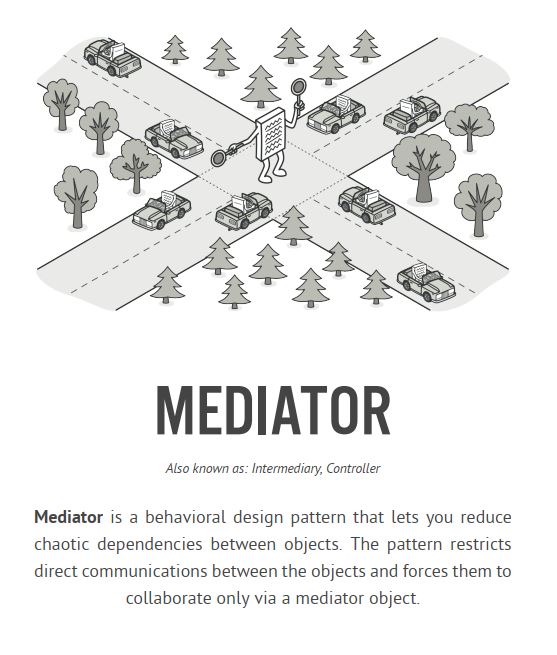 MEDIATOR
Also known as: Intermediary, Controller
Mediator is a behavioral design pattern that lets you reduce
chaotic dependencies between objects. The pattern restricts
direct communications between the objects and forces them to
collaborate only via a mediator object.